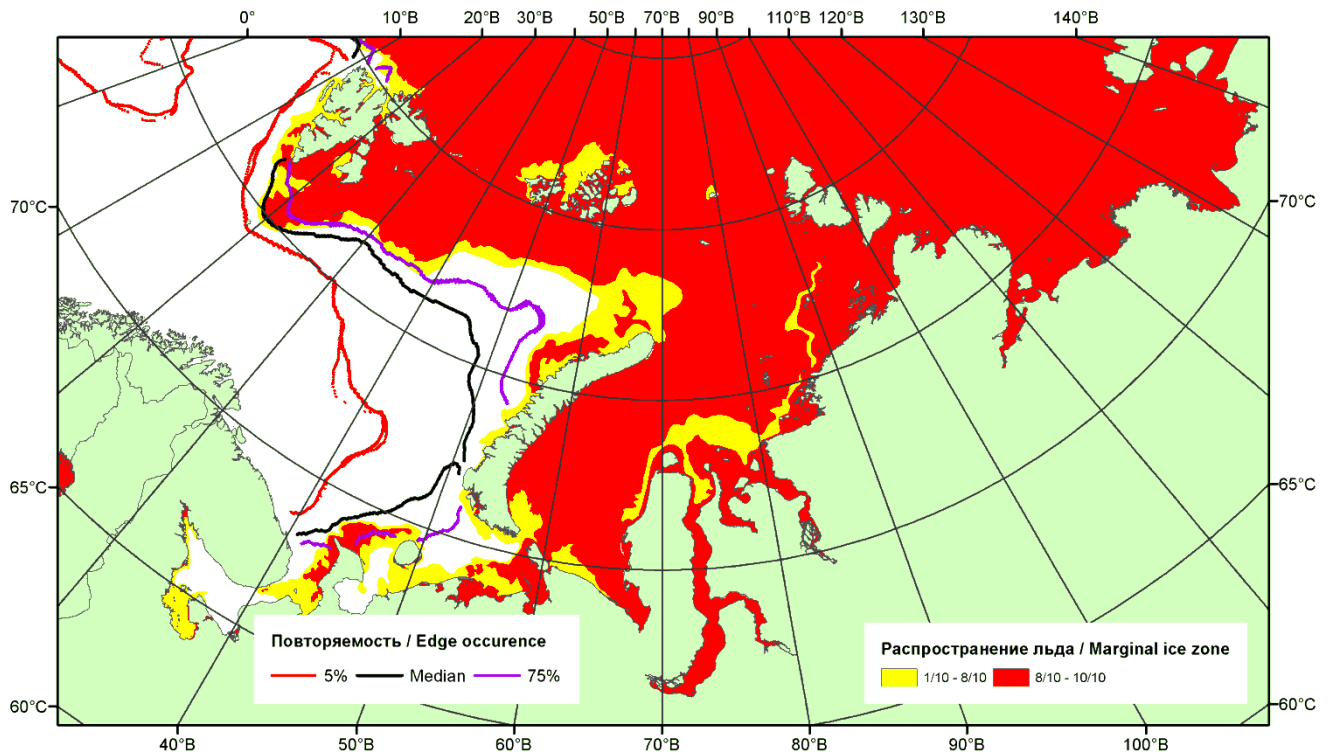 0° 10°В 20°В 30°В 50°В 70°В 90°В 110°В 120°В 130°В 140°В
70°С 70°С
65°С 65°С
Повторяемость / Edge occurence
5% Median 75%
Распространение льда / Marginal ice zone
1/10 - 8/10 8/10 - 10/10
60°С 60°С
40°В 50°В 60°В 70°В 80°В 90°В 100°В